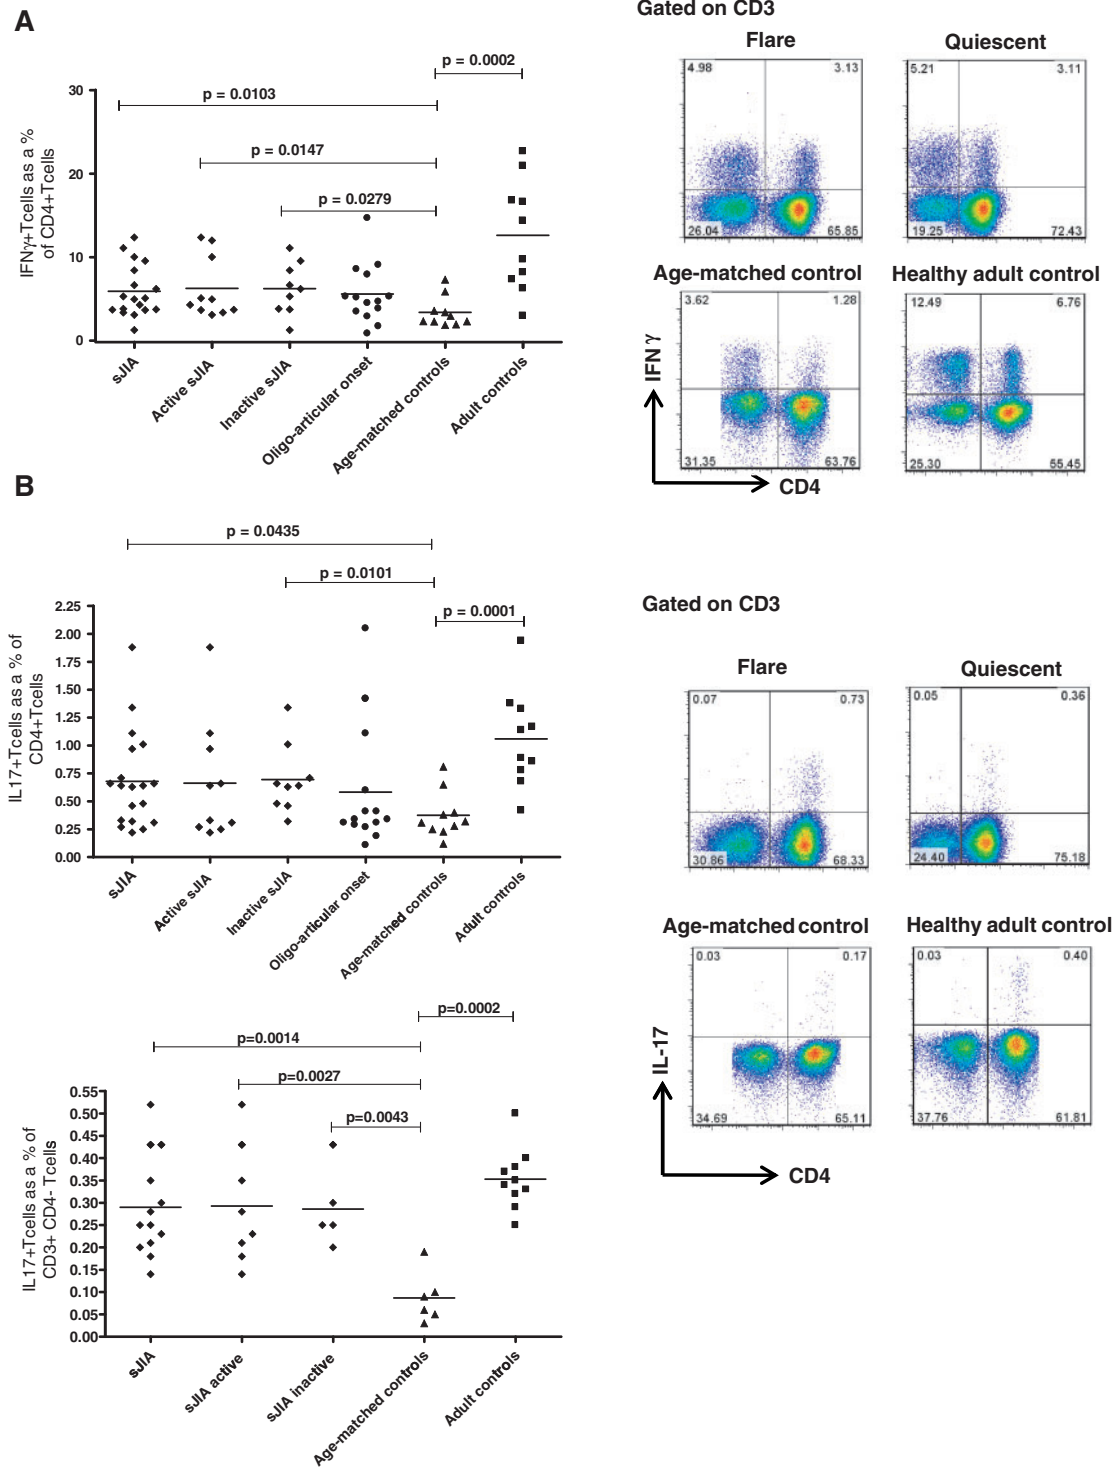 A
IFNγ+Tcells as a %
of CD4+Tcells
30
20
10
0
p = 0.0103
p = 0.0147
p = 0.0279
p = 0.0002
sJIA
Active sJIA
Inactive sJIA
Oligo-articular onset
Age-matched controls
Adult controls
Gated on CD3
Flare
Quiescent
4.98
3.13
26.04
65.85
5.21
3.11
19.25
72.43
Age-matched control
Healthy adult control
3.62
1.28
31.35
63.76
12.49
6.76
25.30
55.45
IFN γ
CD4
B
IL17+Tcells as a % of
CD4+Tcells
p = 0.0435
p = 0.0101
p = 0.0001
2.25
2.00
1.75
1.50
1.25
1.00
0.75
0.50
0.25
0.00
sJIA
Active sJIA
Inactive sJIA
Oligo-articular onset
Age-matched controls
Adult controls
Gated on CD3
Flare
Quiescent
0.07
0.73
30.86
68.33
0.05
0.36
24.40
75.18
Age-matched control
Healthy adult control
0.03
0.17
34.69
65.11
0.03
0.40
37.76
61.81
IL-17
CD4
IL17+Tcells as a % of
CD3+ CD4- Tcells
p=0.0002
p=0.0014
p=0.0027
p=0.0043
0.55
0.50
0.45
0.40
0.35
0.30
0.25
0.20
0.15
0.10
0.05
0.00
sJIA
sJIA active
sJIA inactive
Age-matched controls
Adult controls